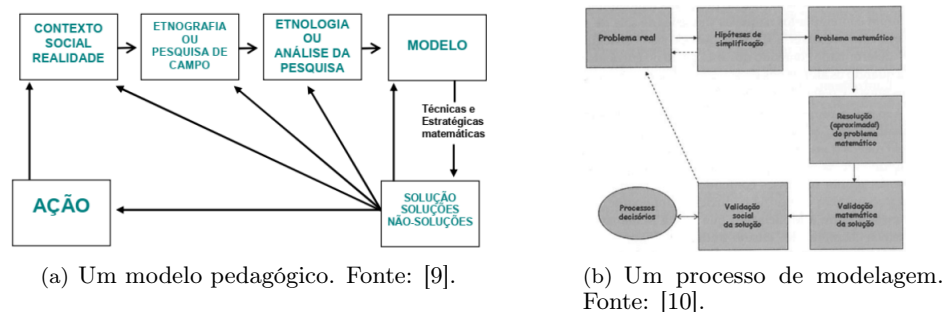 CONTEXTO
SOCIAL
REALIDADE
ETNOGRAFIA
OU
PESQUISA DE
CAMPO
ETNOLOGIA
OU
ANÁLISE DA
PESQUISA
MODELO
Técnicas e
Estratégicas
matemáticas
AÇÃO
SOLUÇÃO
SOLUÇÕES
NÃO-SOLUÇÕES
(a) Um modelo pedagógico. Fonte: [9].
Problema real
Hipóteses de
simplificação
Problema matemático
Resolução
(aproximada!)
do problema
matemático
Processos
decisórios
Validação
social
da solução
Validação
matemática
da solução
(b) Um processo de modelagem.
Fonte: [10].